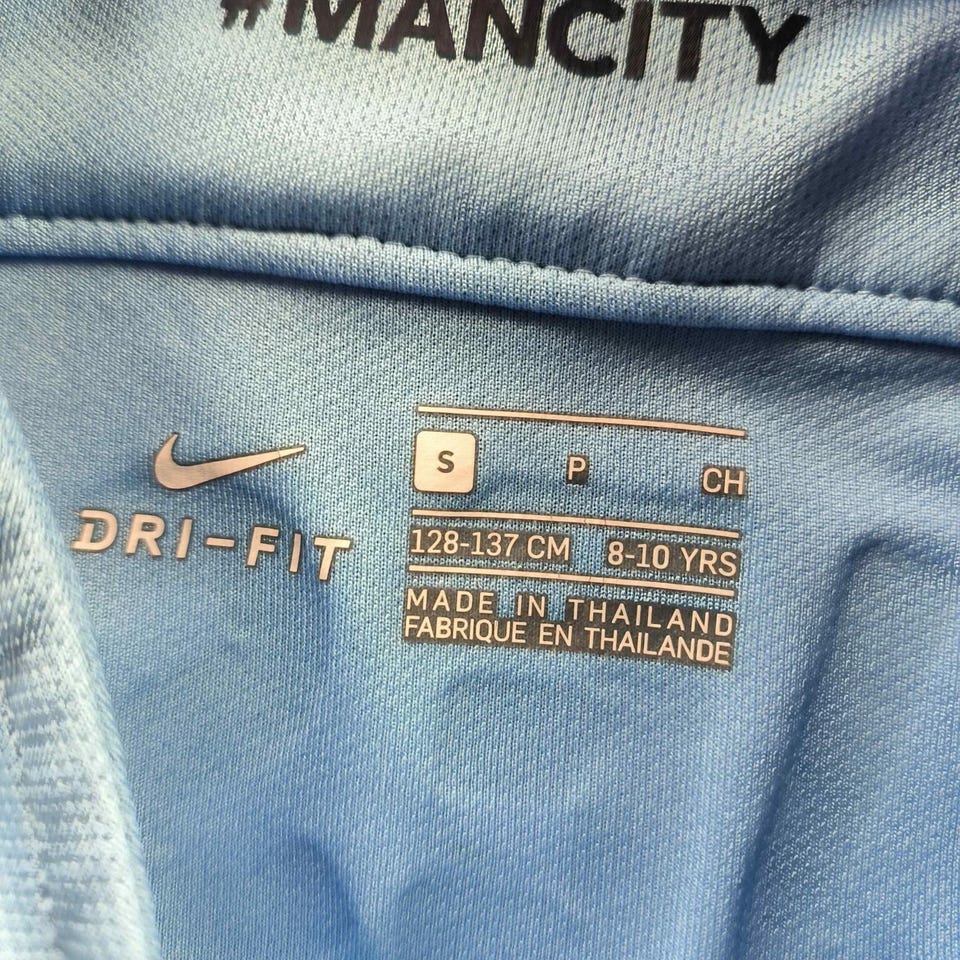 #MANCITY
DRI-FIT
S P CH
128-137 CM 8-10 YRS
MADE IN THAILAND
FABRIQUE EN THAILANDE